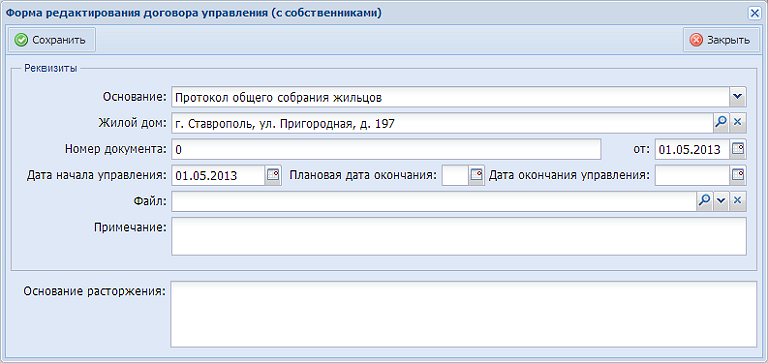 Форма редактирования договора управления (с собственниками)
Сохранить Закрыть
Реквизиты
Основание: Протокол общего собрания жильцов
Жилой дом: г. Ставрополь, ул. Пригородная, д. 197
Номер документа: 0 от: 01.05.2013
Дата начала управления: 01.05.2013 Плановая дата окончания: Дата окончания управления:
Файл:
Примечание:
Основание расторжения: